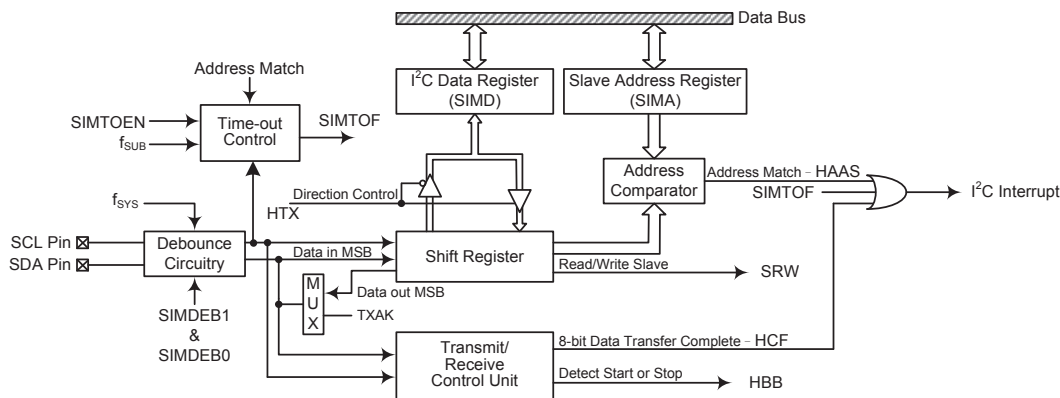 Data Bus
I²C Data Register
(SIMD)
Slave Address Register
(SIMA)
Address Match
SIMTOEN
fSUB
Time-out
Control
SIMTOF
Address
Comparator
Address Match - HAAS
SIMTOF
I²C Interrupt
Direction Control
HTX
fSYS
SCL Pin
SDA Pin
Debounce
Circuitry
Data in MSB
Shift Register
Read/Write Slave
SRW
MUX
Data out MSB
TXAK
SIMDEB1
&
SIMDEB0
Transmit/
Receive
Control Unit
8-bit Data Transfer Complete - HCF
Detect Start or Stop
HBB